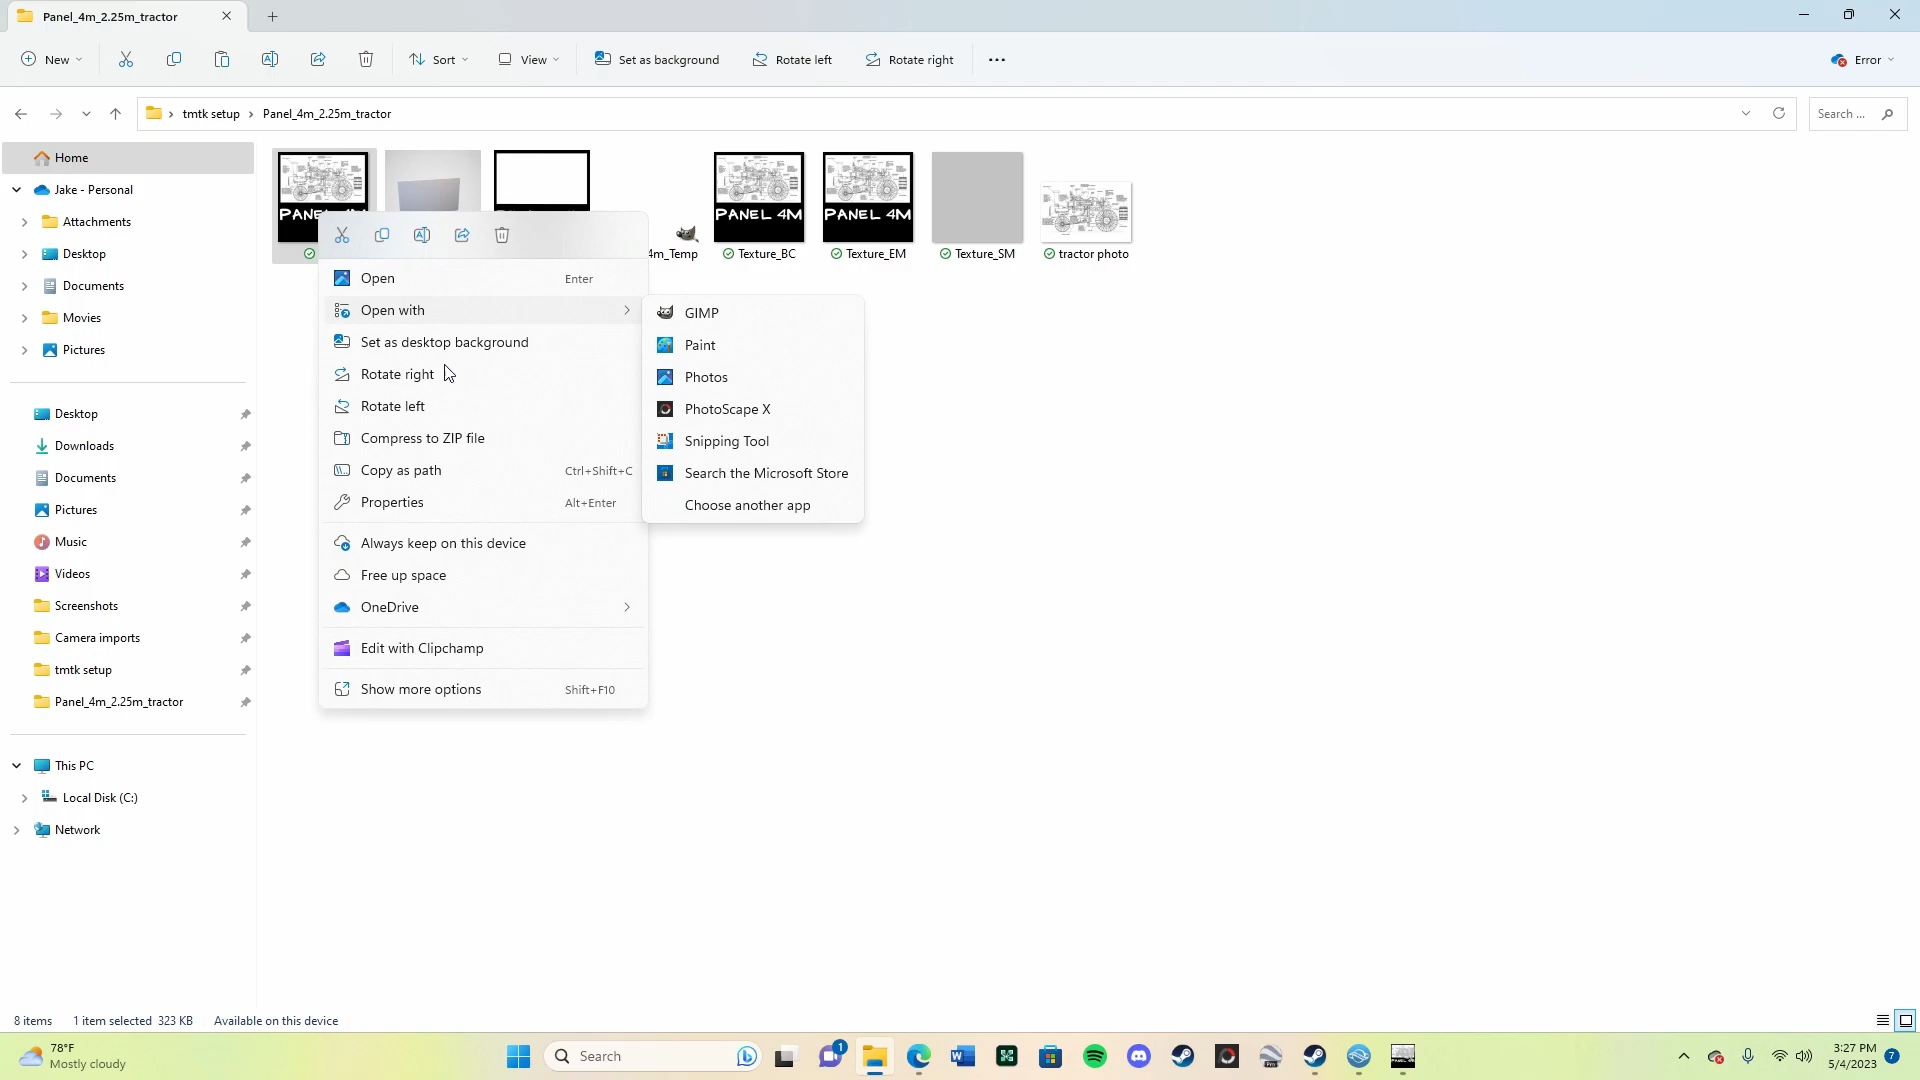 Panel_4m_2.25m_tractor
New
Sort
View
Set as background
Rotate left
Rotate right
Error
tmtk setup
Panel_4m_2.25m_tractor
Search ...
Home
Jake - Personal
Attachments
Desktop
Documents
Movies
Pictures
Desktop
Downloads
Documents
Pictures
Music
Videos
Screenshots
Camera imports
tmtk setup
Panel_4m_2.25m_tractor
This PC
Local Disk (C:)
Network
PANEL 4M
PANEL 4M
PANEL 4M
4m_Temp
Texture_BC
Texture_EM
Texture_SM
tractor photo
Open Enter
Open with
Set as desktop background
Rotate right
Rotate left
Compress to ZIP file
Copy as path Ctrl+Shift+C
Properties Alt+Enter
Always keep on this device
Free up space
OneDrive
Edit with Clipchamp
Show more options Shift+F10
GIMP
Paint
Photos
PhotoScape X
Snipping Tool
Search the Microsoft Store
Choose another app
8 items 1 item selected 323 KB Available on this device
78°F
Mostly cloudy
Search
1
3:27 PM
5/4/2023
7